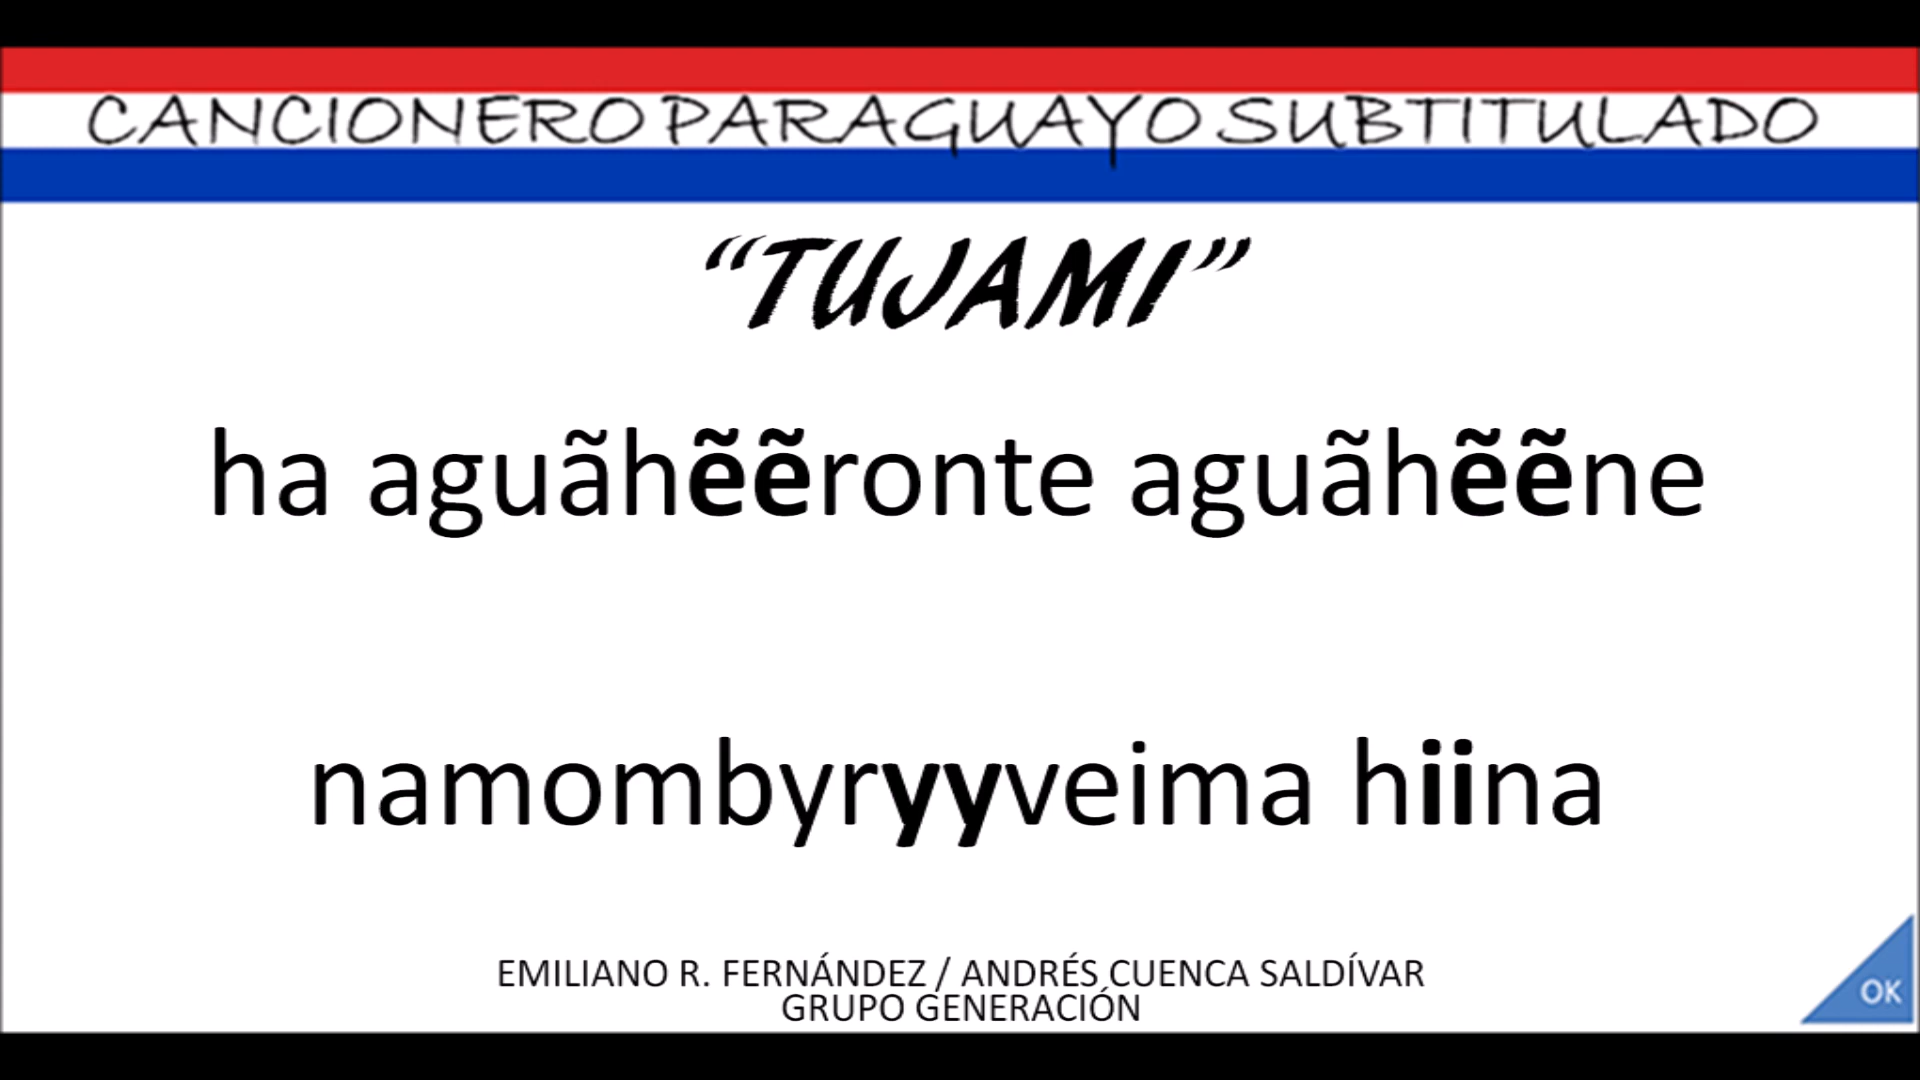 CANCIONERO PARAGUAYO SUBTITULADO
“TUJAMI”
ha aguãhẽẽronte aguãhẽẽne
namombyryyveima hiina
EMILIANO R. FERNÁNDEZ / ANDRÉS CUENCA SALDÍVAR
GRUPO GENERACIÓN
OK